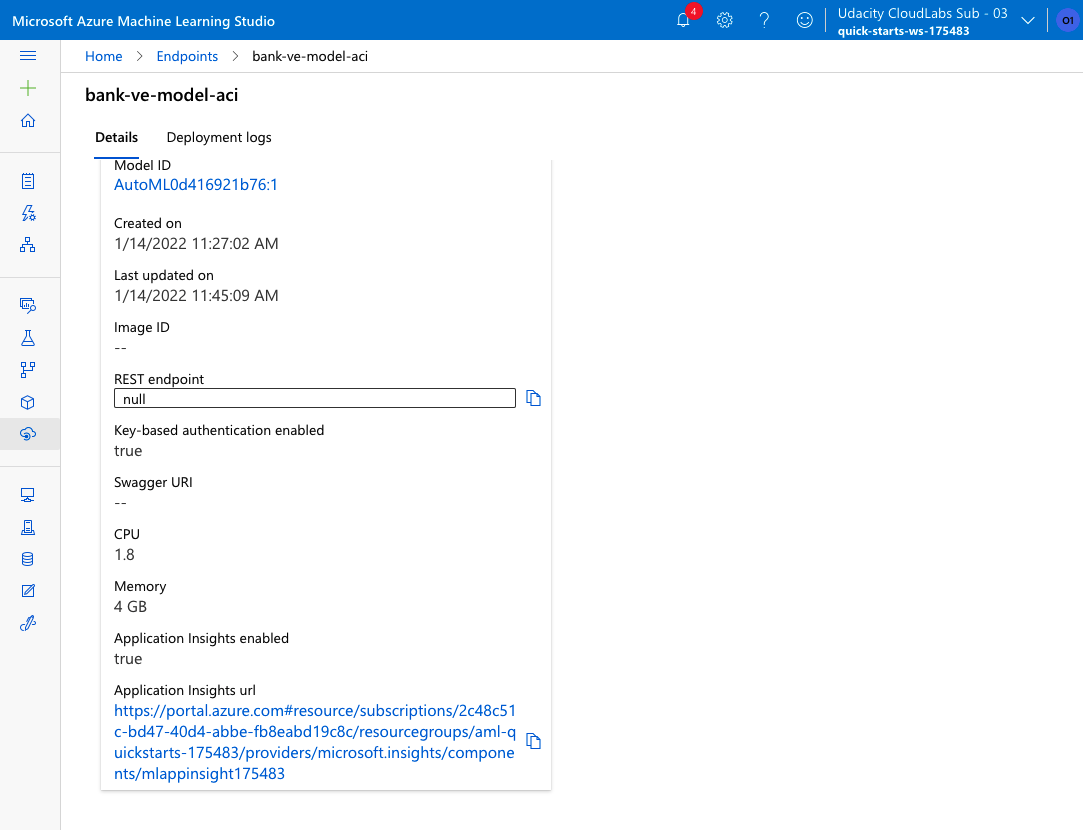 Microsoft Azure Machine Learning Studio
4
?
Udacity CloudLabs Sub - 03
quick-starts-ws-175483
O1
Home > Endpoints > bank-ve-model-aci
bank-ve-model-aci
Details Deployment logs
Model ID
AutoML0d416921b76:1
Created on
1/14/2022 11:27:02 AM
Last updated on
1/14/2022 11:45:09 AM
Image ID
--
REST endpoint
null
Key-based authentication enabled
true
Swagger URI
--
CPU
1.8
Memory
4 GB
Application Insights enabled
true
Application Insights url
https://portal.azure.com#resource/subscriptions/2c48c51
c-bd47-40d4-abbe-fb8eabd19c8c/resourcegroups/aml-q
uickstarts-175483/providers/microsoft.insights/compone
nts/mlappinsight175483